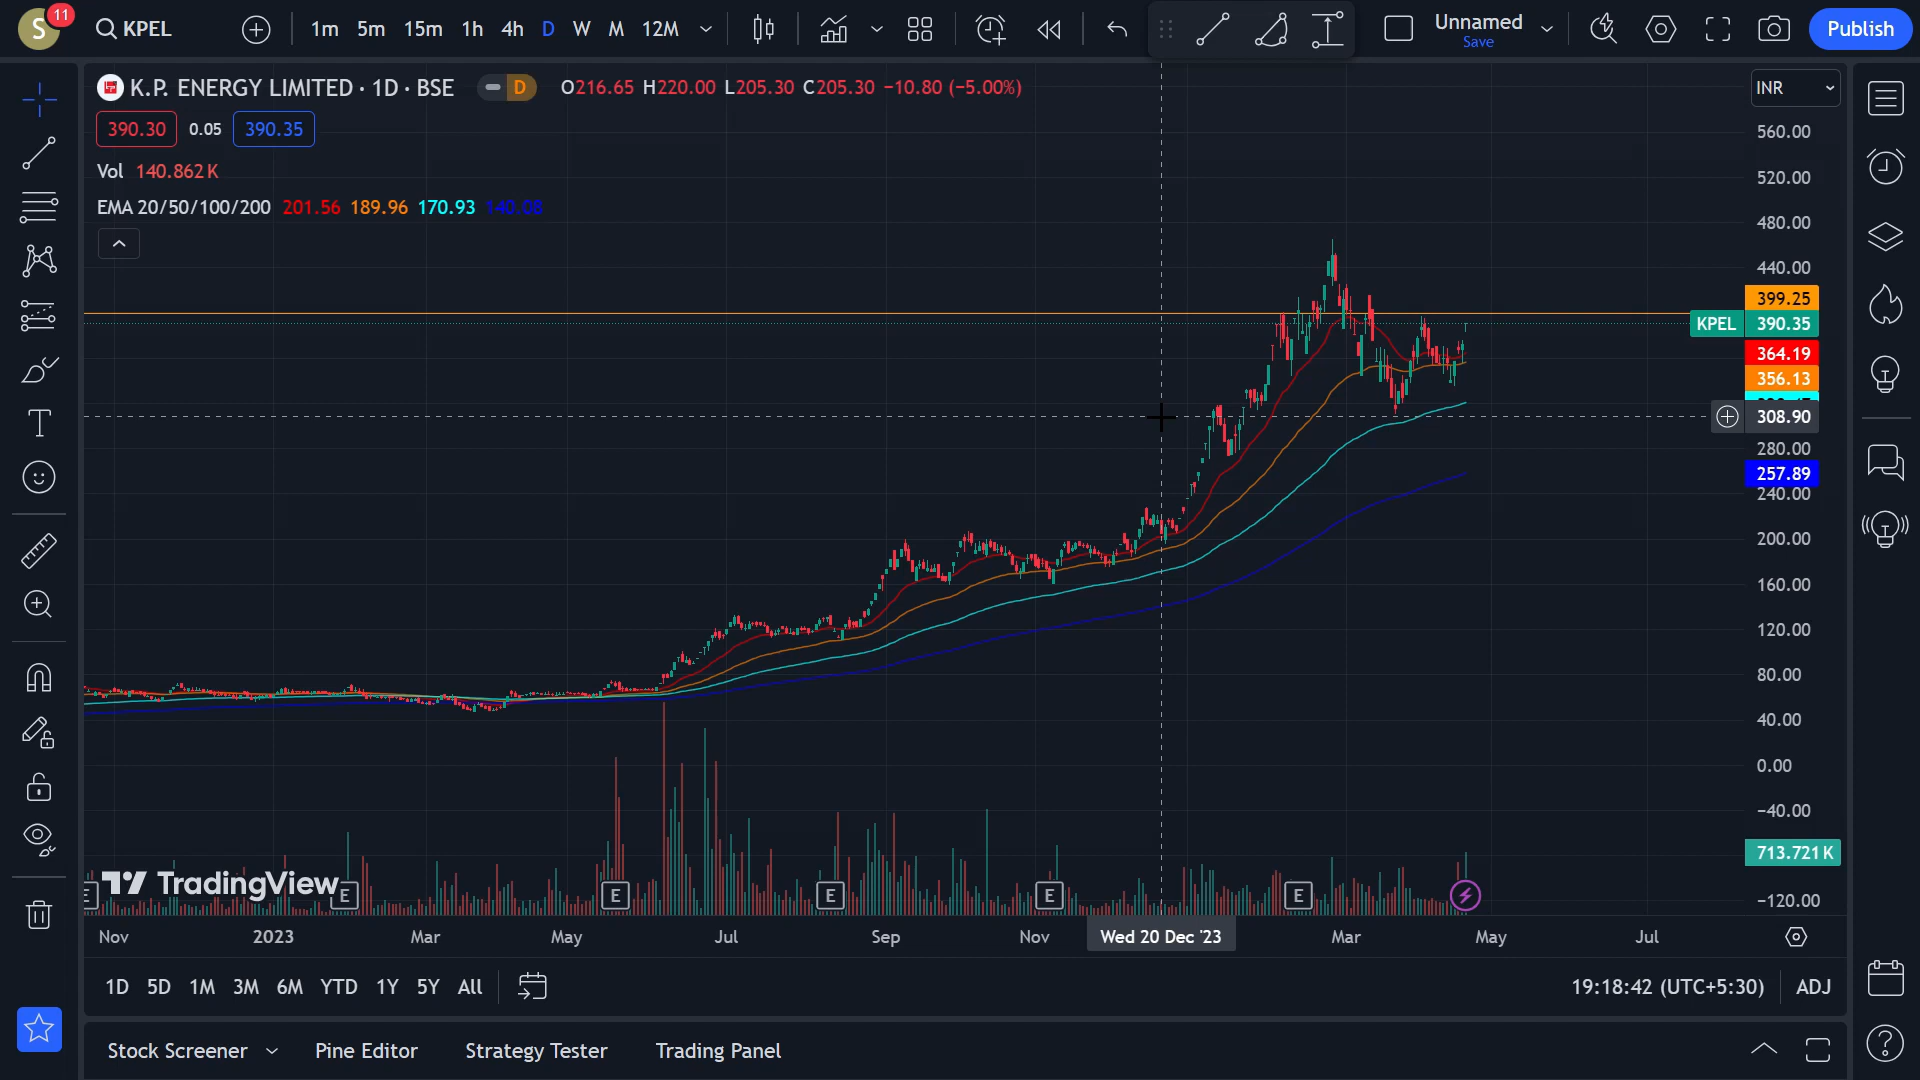 S 11 KPEL 1m 5m 15m 1h 4h D W M 12M Unnamed Save Publish
K.P. ENERGY LIMITED · 1D · BSE D O216.65 H220.00 L205.30 C205.30 −10.80 (−5.00%) INR
390.30 0.05 390.35
Vol 140.862 K
EMA 20/50/100/200 201.56 189.96 170.93 140.08
560.00
520.00
480.00
440.00
399.25
KPEL 390.35
364.19
356.13
308.90
280.00
257.89
240.00
200.00
160.00
120.00
80.00
40.00
0.00
−40.00
713.721 K
−120.00
TradingView
E E E E E E
Nov 2023 Mar May Jul Sep Nov Wed 20 Dec '23 Mar May Jul
1D 5D 1M 3M 6M YTD 1Y 5Y All 19:18:42 (UTC+5:30) ADJ
Stock Screener Pine Editor Strategy Tester Trading Panel